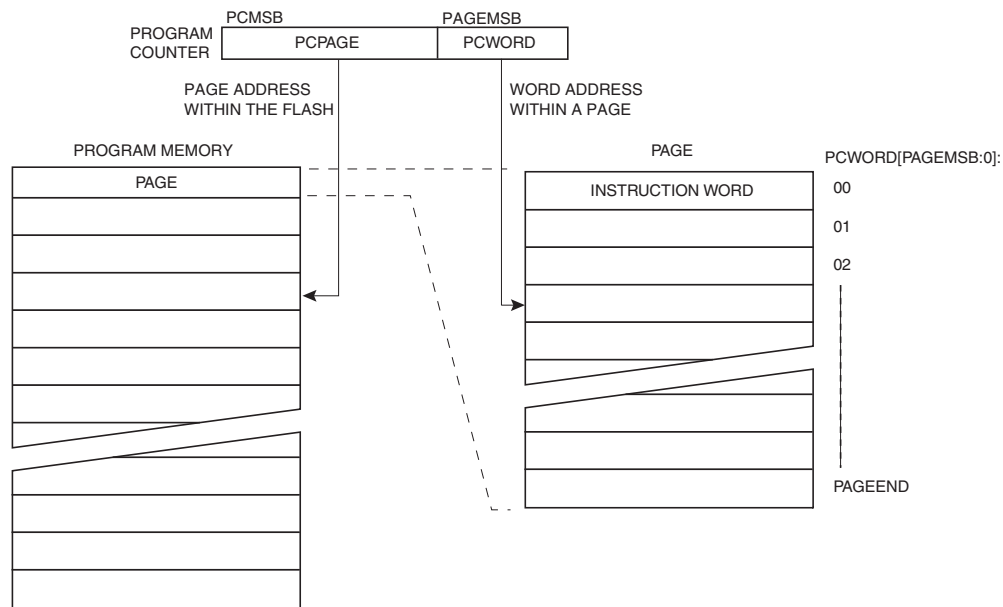 PCMSB
PAGEMSB
PROGRAM
COUNTER
PCPAGE
PCWORD
PAGE ADDRESS
WITHIN THE FLASH
WORD ADDRESS
WITHIN A PAGE
PROGRAM MEMORY
PAGE
PAGE
PCWORD[PAGEMSB:0]:
INSTRUCTION WORD
00
01
02
PAGEEND